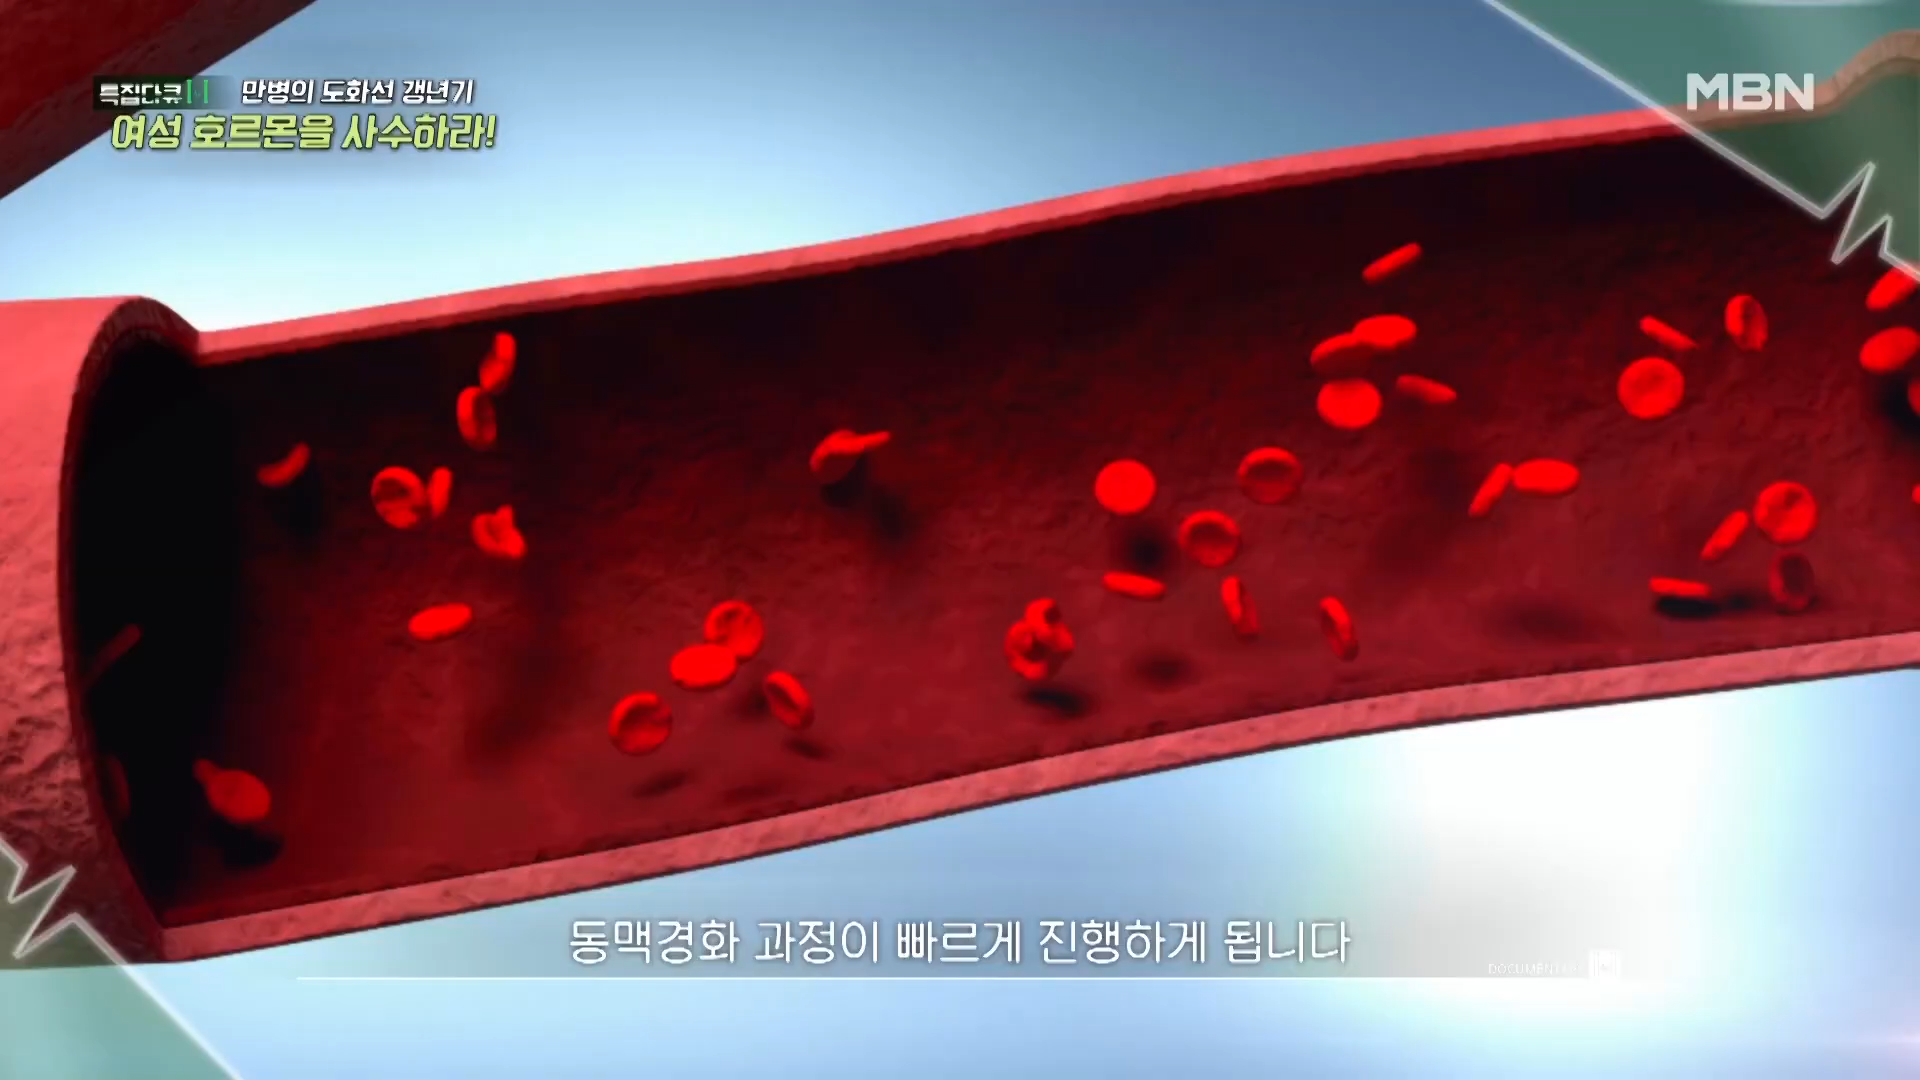 특집다큐M 만병의 도화선 갱년기
MBN
여성 호르몬을 사수하라!
동맥경화 과정이 빠르게 진행하게 됩니다
DOCUMENTARY M